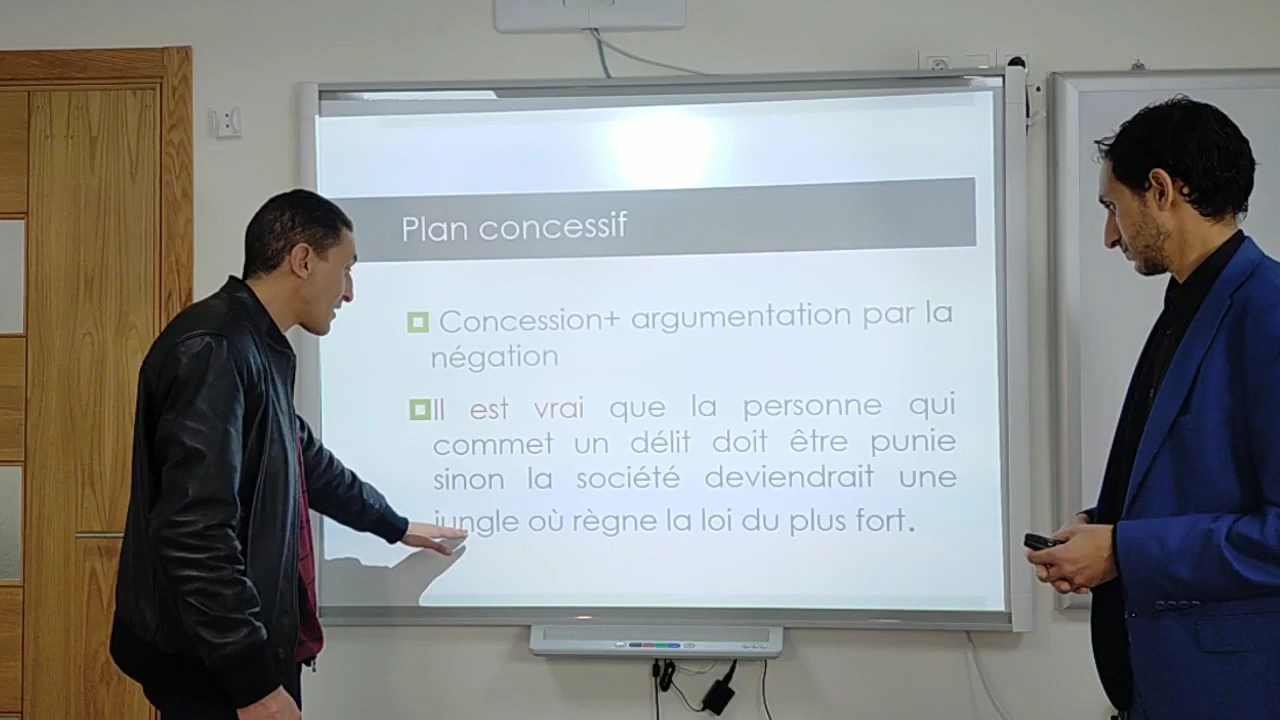 Plan concessif
Concession+ argumentation par la
négation
Il est vrai que la personne qui
commet un délit doit être punie
sinon la société deviendrait une
jungle où règne la loi du plus fort.